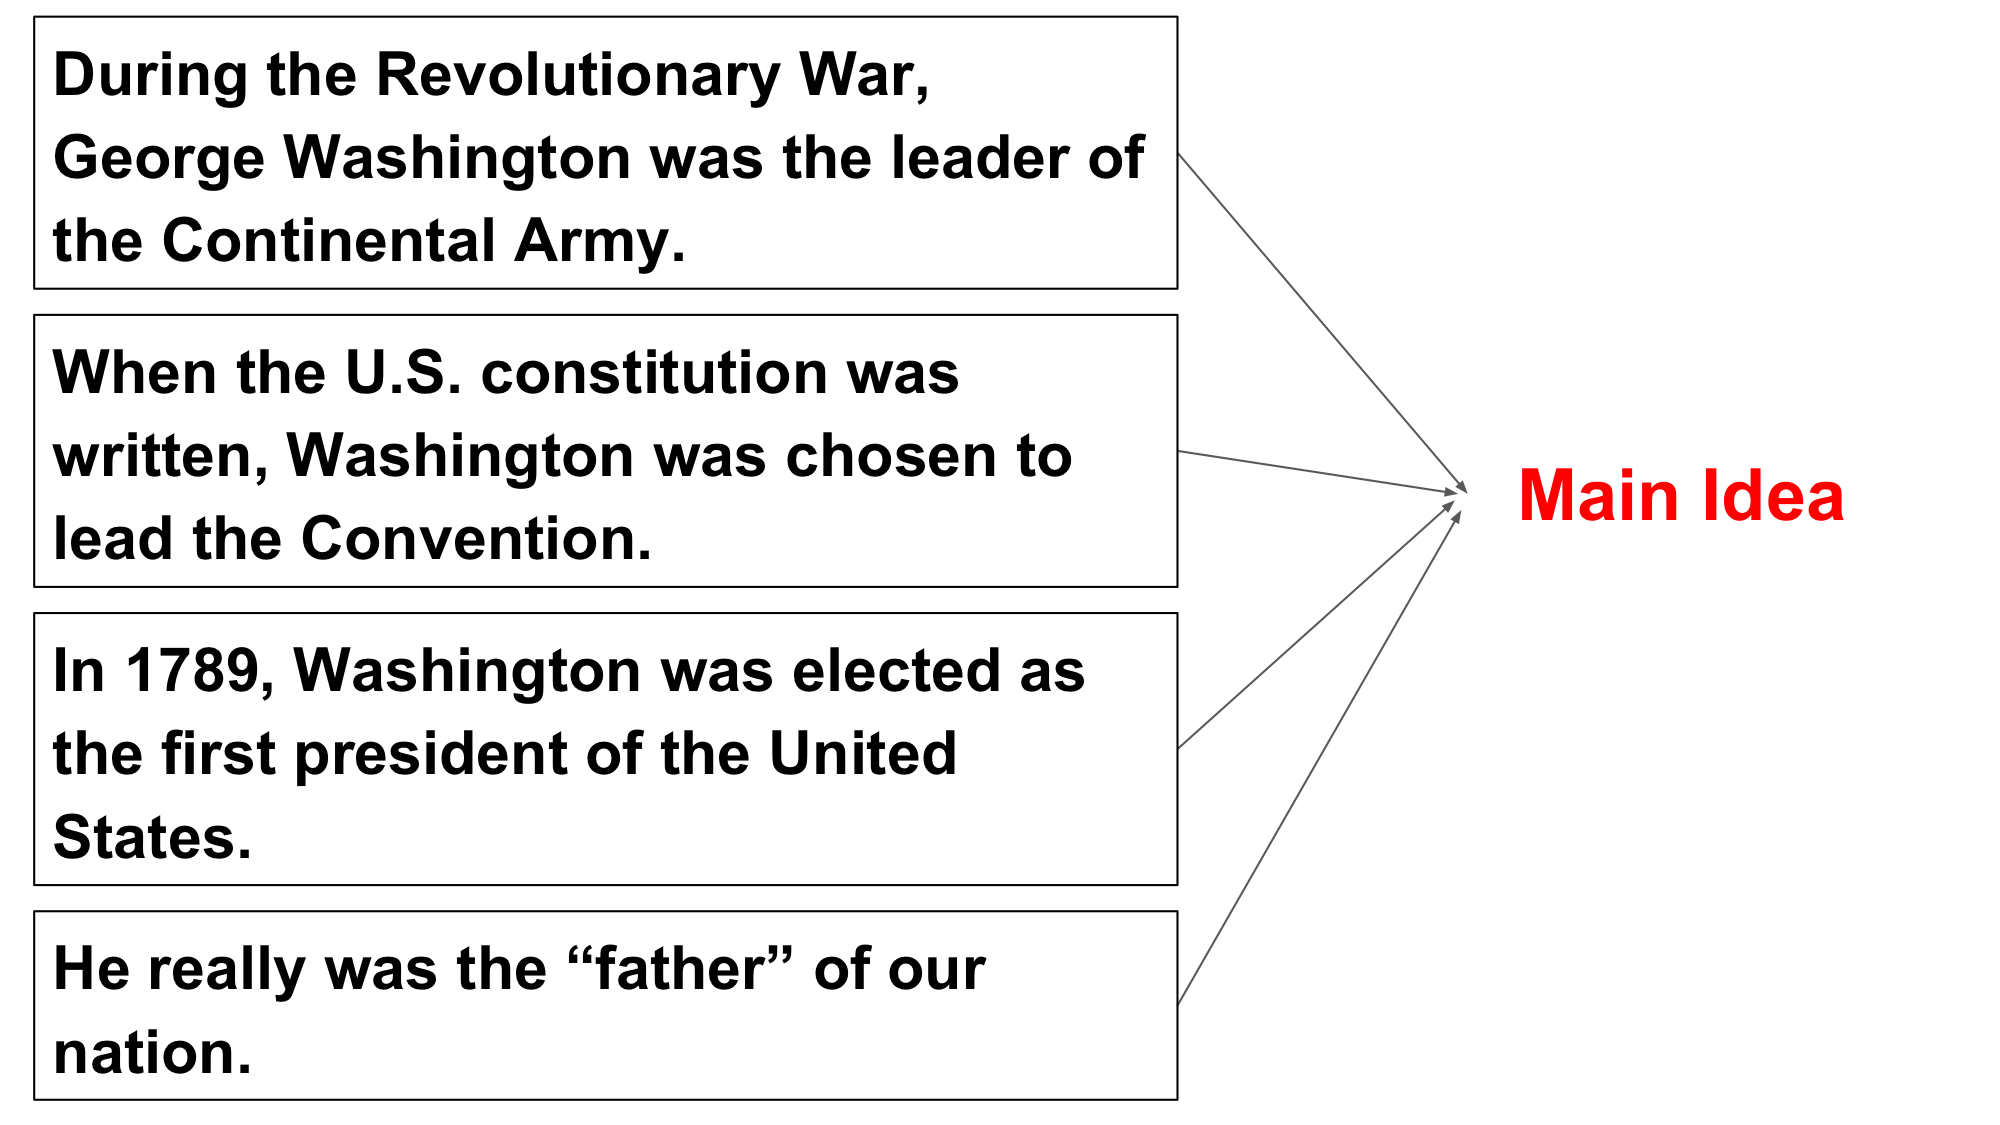 During the Revolutionary War,
George Washington was the leader of
the Continental Army.
When the U.S. constitution was
written, Washington was chosen to
lead the Convention.
In 1789, Washington was elected as
the first president of the United
States.
He really was the “father” of our
nation.
Main Idea